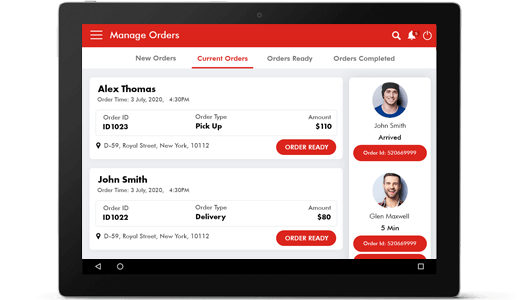 Manage Orders
New Orders Current Orders Orders Ready Orders Completed
Alex Thomas
Order Time: 3 July, 2020, 4:30PM
Order ID Order Type Amount
ID1023 Pick Up $110
D-59, Royal Street, New York, 10112 ORDER READY
John Smith
Order Time: 3 July, 2020, 4:30PM
Order ID Order Type Amount
ID1022 Delivery $80
D-59, Royal Street, New York, 10112 ORDER READY
John Smith
Arrived
Order Id: 520669999
Glen Maxwell
5 Min
Order Id: 520669999